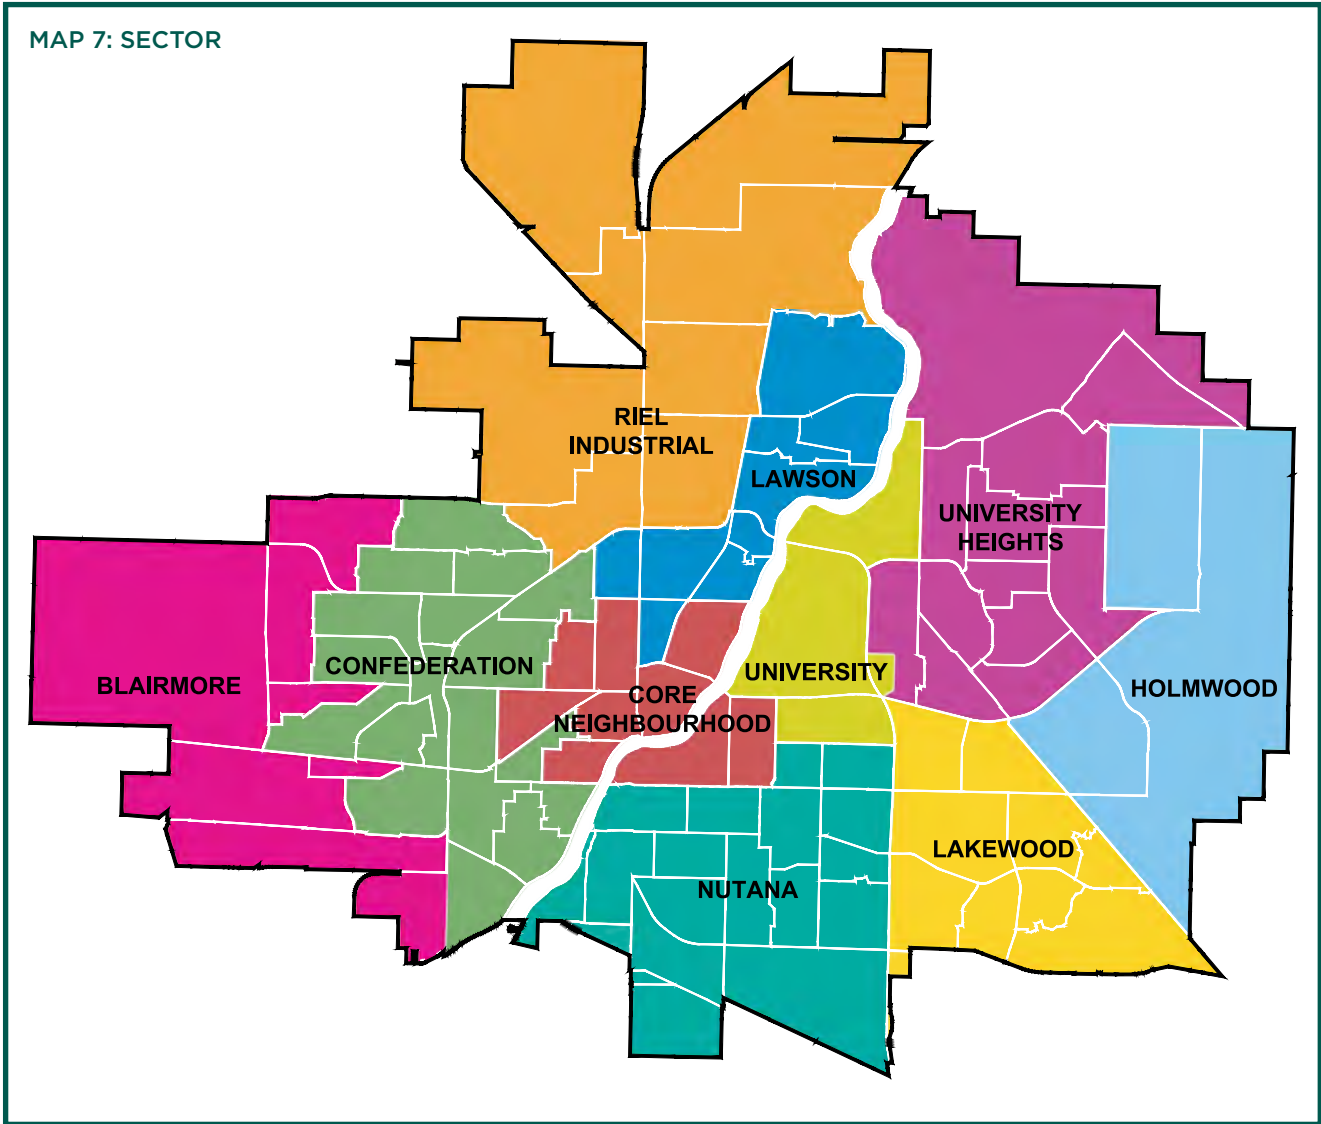 MAP 7: SECTOR
RIEL
INDUSTRIAL
LAWSON
UNIVERSITY
HEIGHTS
CONFEDERATION
UNIVERSITY
BLAIRMORE
CORE
NEIGHBOURHOOD
HOLMWOOD
LAKEWOOD
NUTANA